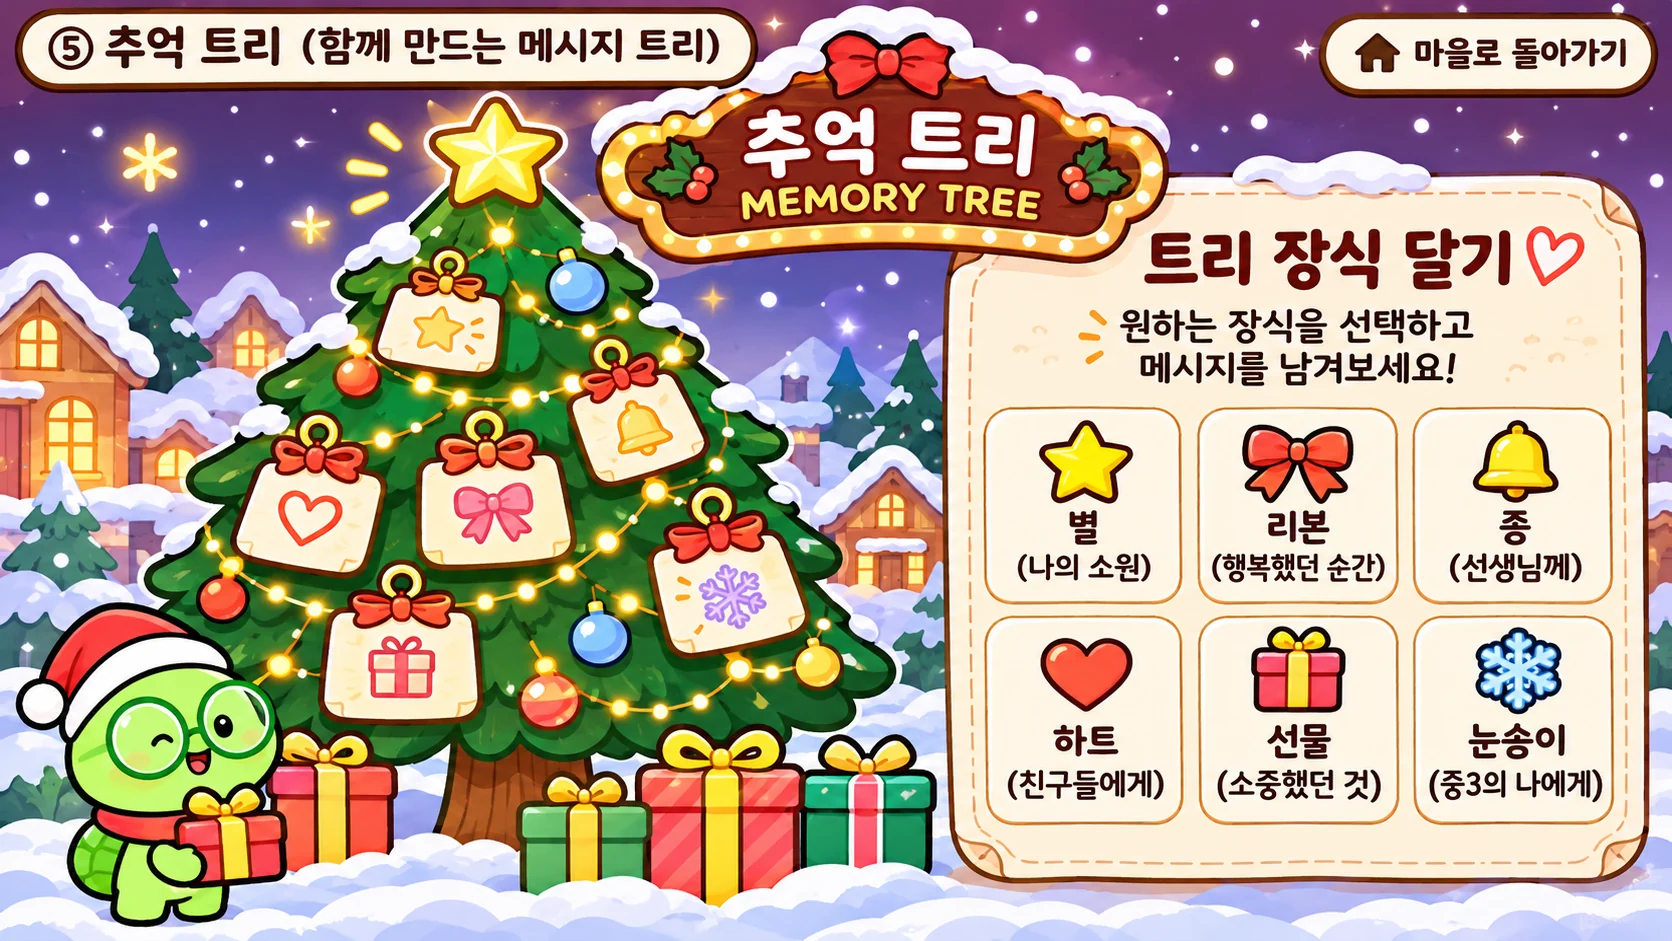 ⑤ 추억 트리 (함께 만드는 메시지 트리)
마을로 돌아가기
추억 트리
MEMORY TREE
트리 장식 달기
원하는 장식을 선택하고
메시지를 남겨보세요!
별
(나의 소원)
리본
(행복했던 순간)
종
(선생님께)
하트
(친구들에게)
선물
(소중했던 것)
눈송이
(중3의 나에게)